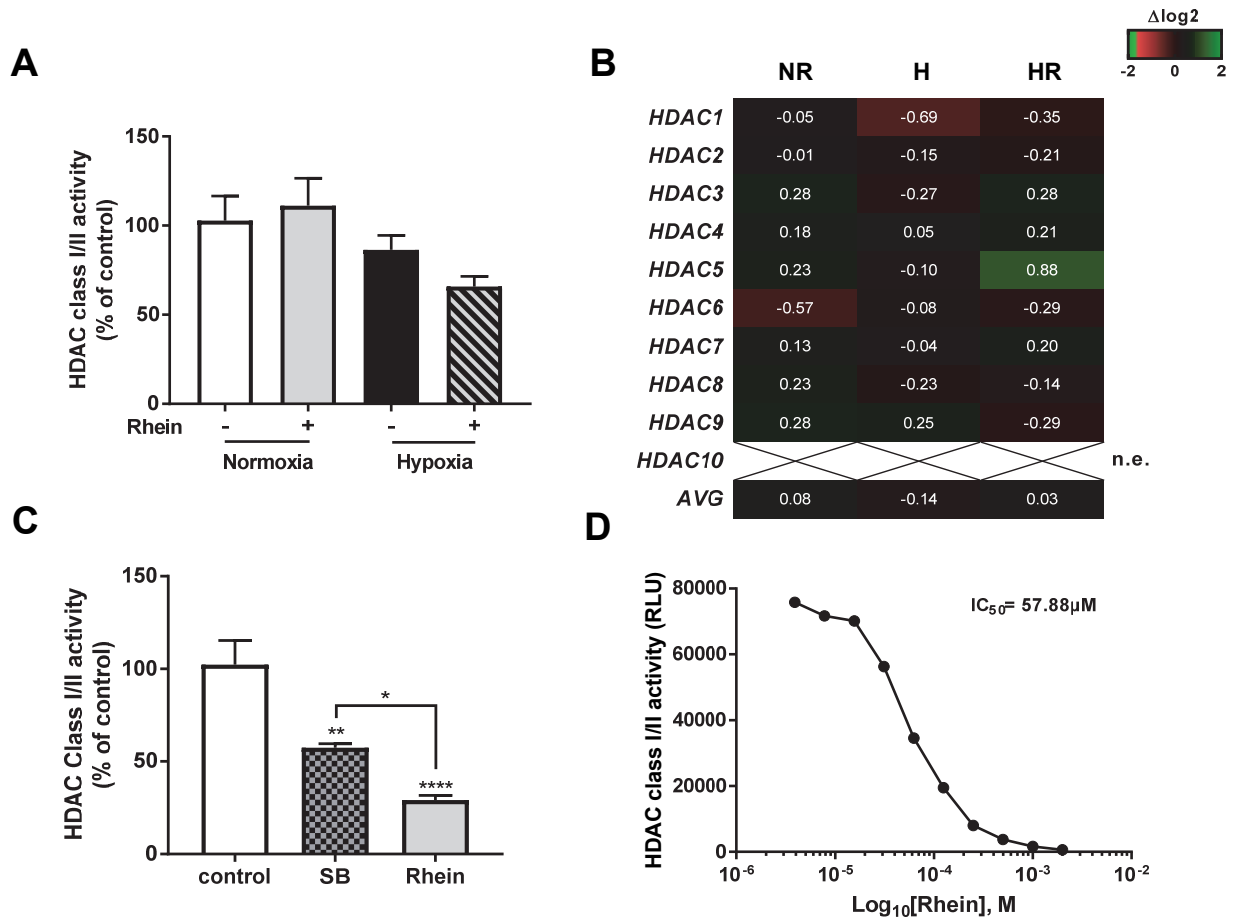 A
HDAC class I/II activity
(% of control)
150
100
50
0
Rhein - + - +
Normoxia Hypoxia
B
Δlog2
-2 0 2
NR H HR
HDAC1 -0.05 -0.69 -0.35
HDAC2 -0.01 -0.15 -0.21
HDAC3 0.28 -0.27 0.28
HDAC4 0.18 0.05 0.21
HDAC5 0.23 -0.10 0.88
HDAC6 -0.57 -0.08 -0.29
HDAC7 0.13 -0.04 0.20
HDAC8 0.23 -0.23 -0.14
HDAC9 0.28 0.25 -0.29
HDAC10 n.e.
AVG 0.08 -0.14 0.03
C
HDAC Class I/II activity
(% of control)
150
100
50
0
*
**
****
control SB Rhein
D
HDAC class I/II activity (RLU)
80000
60000
40000
20000
0
IC50= 57.88µM
10-6 10-5 10-4 10-3 10-2
Log10[Rhein], M